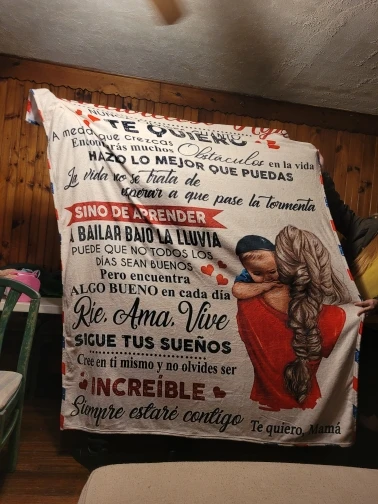 NUNCA
TE QUIERO
A medida que crezcas
Encontrarás muchos Obstáculos en la vida
HAZLO LO MEJOR QUE PUEDAS
La vida no se trata de
esperar a que pase la tormenta
SINO DE APRENDER
A BAILAR BAJO LA LLUVIA
PUEDE QUE NO TODOS LOS
DÍAS SEAN BUENOS
Pero encuentra
ALGO BUENO en cada día
Ríe, Ama, Vive
SIGUE TUS SUEÑOS
Cree en ti mismo y no olvides ser
INCREÍBLE
Siempre estaré contigo
Te quiero, Mamá